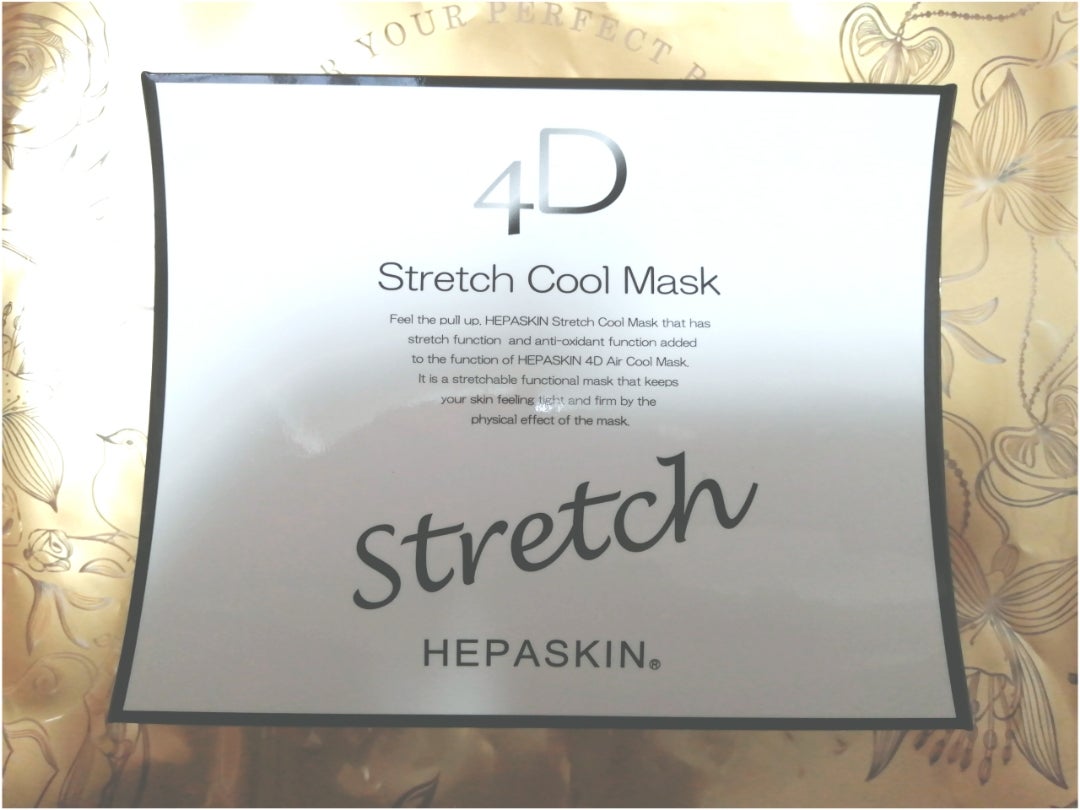 YOUR PERFECT
4D
Stretch Cool Mask
Feel the pull up, HEPASKIN Stretch Cool Mask that has
stretch function and anti-oxidant function added
to the function of HEPASKIN 4D Air Cool Mask.
It is a stretchable functional mask that keeps
your skin feeling tight and firm by the
physical effect of the mask.
Stretch
HEPASKIN®